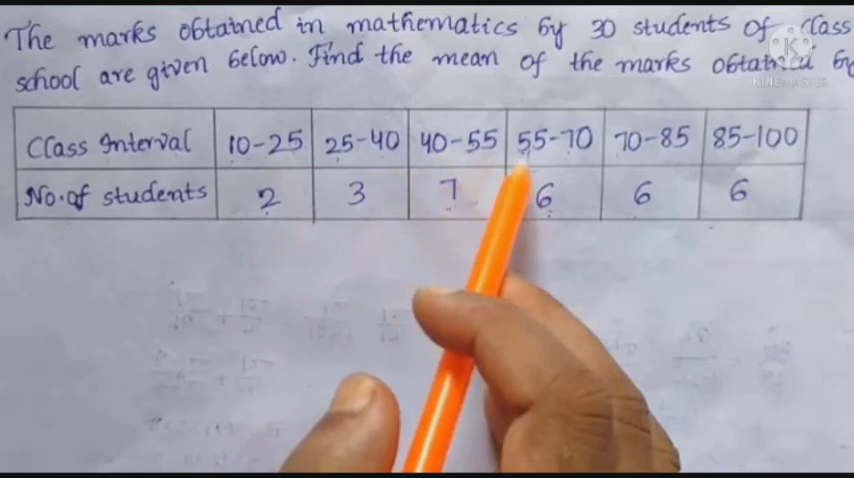 The marks obtained in mathematics by 30 students of Class
school are given below. Find the mean of the marks obtained by
Class Interval 10-25 25-40 40-55 55-70 70-85 85-100
No. of students 2 3 7 6 6 6
K
KINEMASTER